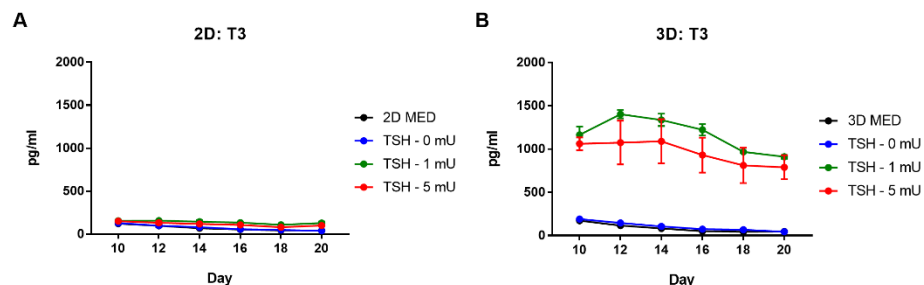 A
2D: T3
2000
1500
1000
500
0
pg/ml
10 12 14 16 18 20
Day
2D MED
TSH - 0 mU
TSH - 1 mU
TSH - 5 mU
B
3D: T3
2000
1500
1000
500
0
pg/ml
10 12 14 16 18 20
Day
3D MED
TSH - 0 mU
TSH - 1 mU
TSH - 5 mU